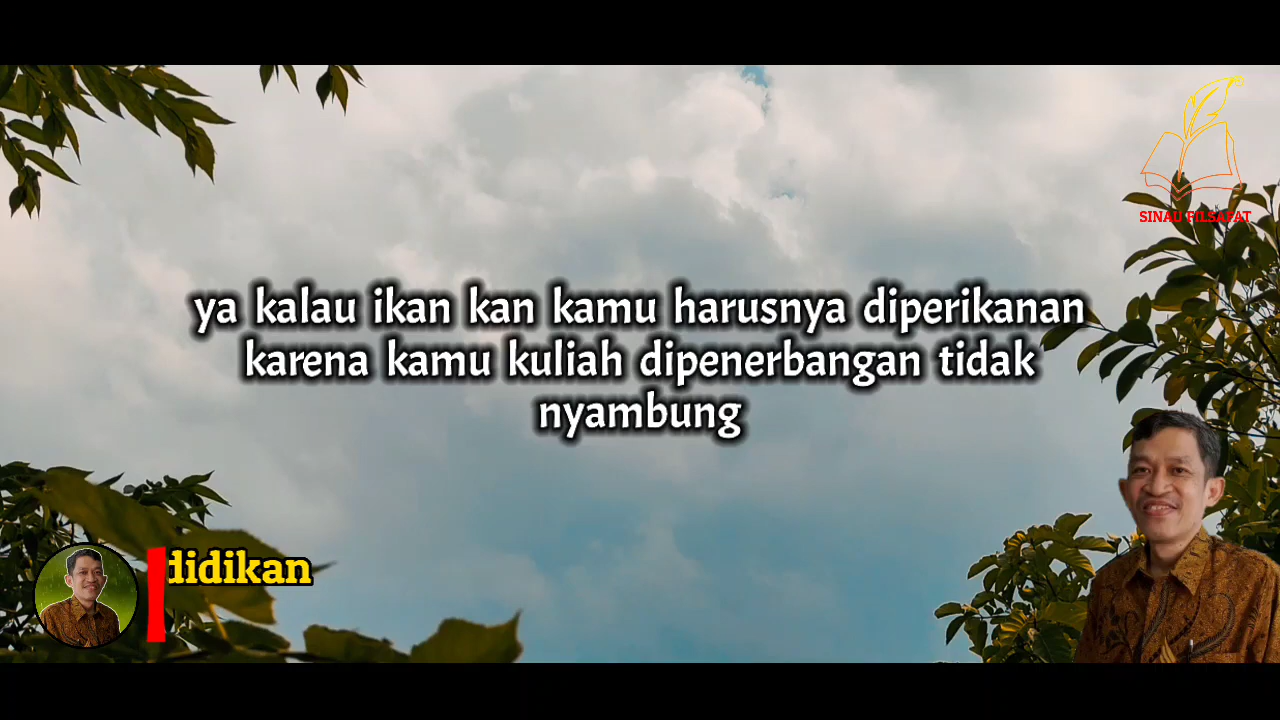 SINAU FILSAFAT
ya kalau ikan kan kamu harusnya diperikanan
karena kamu kuliah dipenerbangan tidak
nyambung
didikan